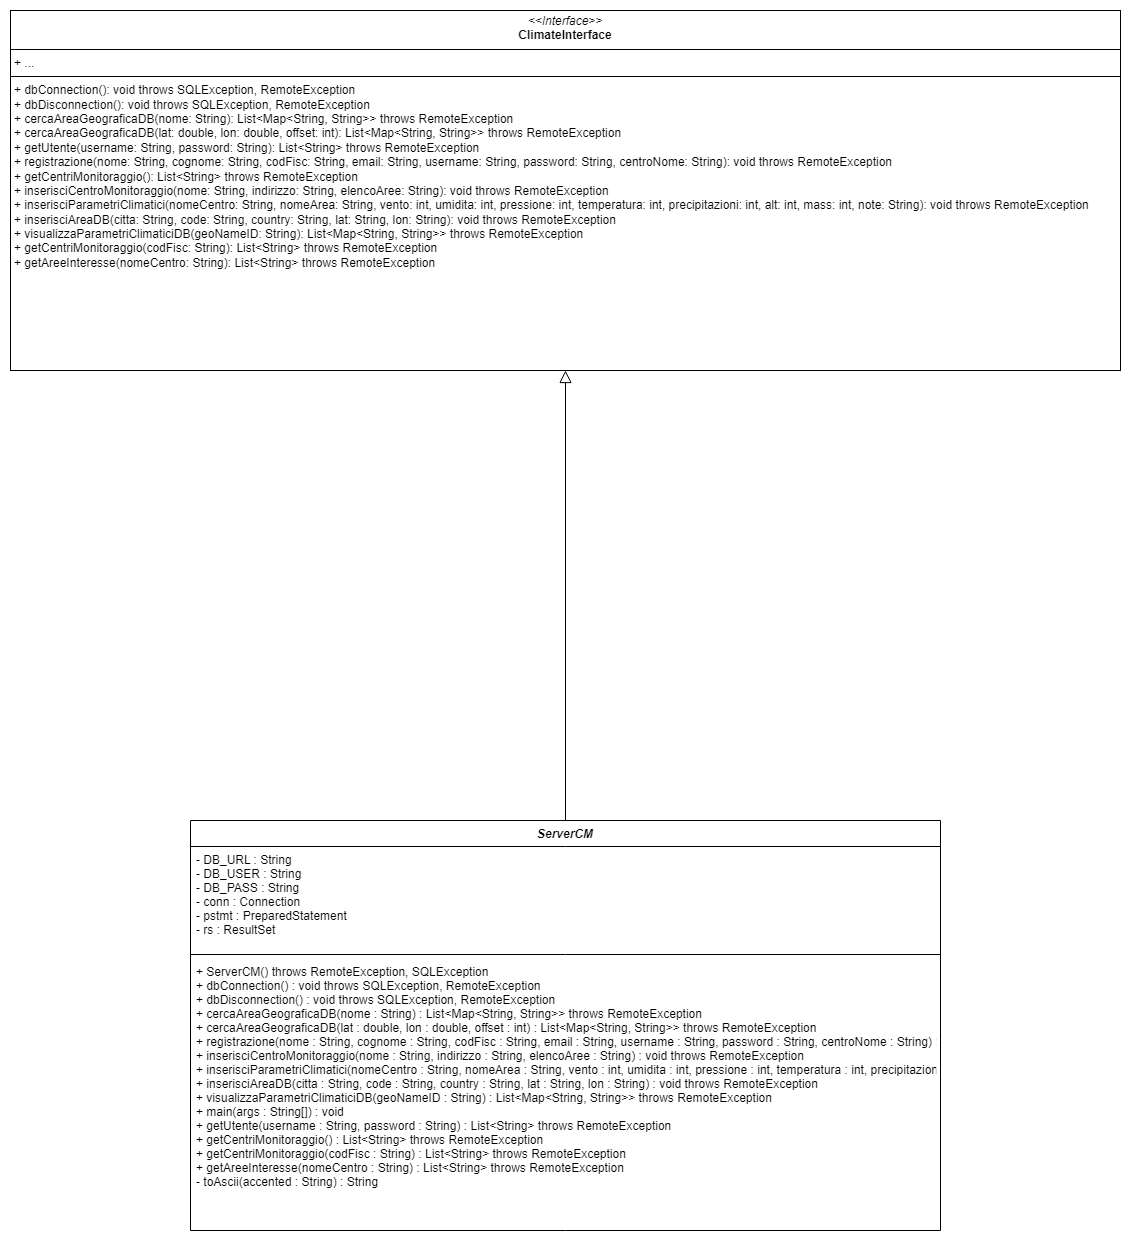 <<Interface>>
ClimateInterface
+ ...
+ dbConnection(): void throws SQLException, RemoteException
+ dbDisconnection(): void throws SQLException, RemoteException
+ cercaAreaGeograficaDB(nome: String): List<Map<String, String>> throws RemoteException
+ cercaAreaGeograficaDB(lat: double, lon: double, offset: int): List<Map<String, String>> throws RemoteException
+ getUtente(username: String, password: String): List<String> throws RemoteException
+ registrazione(nome: String, cognome: String, codFisc: String, email: String, username: String, password: String, centroNome: String): void throws RemoteException
+ getCentriMonitoraggio(): List<String> throws RemoteException
+ inserisciCentroMonitoraggio(nome: String, indirizzo: String, elencoAree: String): void throws RemoteException
+ inserisciParametriClimatici(nomeCentro: String, nomeArea: String, vento: int, umidita: int, pressione: int, temperatura: int, precipitazioni: int, alt: int, mass: int, note: String): void throws RemoteException
+ inserisciAreaDB(citta: String, code: String, country: String, lat: String, lon: String): void throws RemoteException
+ visualizzaParametriClimaticiDB(geoNameID: String): List<Map<String, String>> throws RemoteException
+ getCentriMonitoraggio(codFisc: String): List<String> throws RemoteException
+ getAreeInteresse(nomeCentro: String): List<String> throws RemoteException
ServerCM
- DB_URL : String
- DB_USER : String
- DB_PASS : String
- conn : Connection
- pstmt : PreparedStatement
- rs : ResultSet
+ ServerCM() throws RemoteException, SQLException
+ dbConnection() : void throws SQLException, RemoteException
+ dbDisconnection() : void throws SQLException, RemoteException
+ cercaAreaGeograficaDB(nome : String) : List<Map<String, String>> throws RemoteException
+ cercaAreaGeograficaDB(lat : double, lon : double, offset : int) : List<Map<String, String>> throws RemoteException
+ registrazione(nome : String, cognome : String, codFisc : String, email : String, username : String, password : String, centroNome : String)
+ inserisciCentroMonitoraggio(nome : String, indirizzo : String, elencoAree : String) : void throws RemoteException
+ inserisciParametriClimatici(nomeCentro : String, nomeArea : String, vento : int, umidita : int, pressione : int, temperatura : int, precipitazion
+ inserisciAreaDB(citta : String, code : String, country : String, lat : String, lon : String) : void throws RemoteException
+ visualizzaParametriClimaticiDB(geoNameID : String) : List<Map<String, String>> throws RemoteException
+ main(args : String[]) : void
+ getUtente(username : String, password : String) : List<String> throws RemoteException
+ getCentriMonitoraggio() : List<String> throws RemoteException
+ getCentriMonitoraggio(codFisc : String) : List<String> throws RemoteException
+ getAreeInteresse(nomeCentro : String) : List<String> throws RemoteException
- toAscii(accented : String) : String